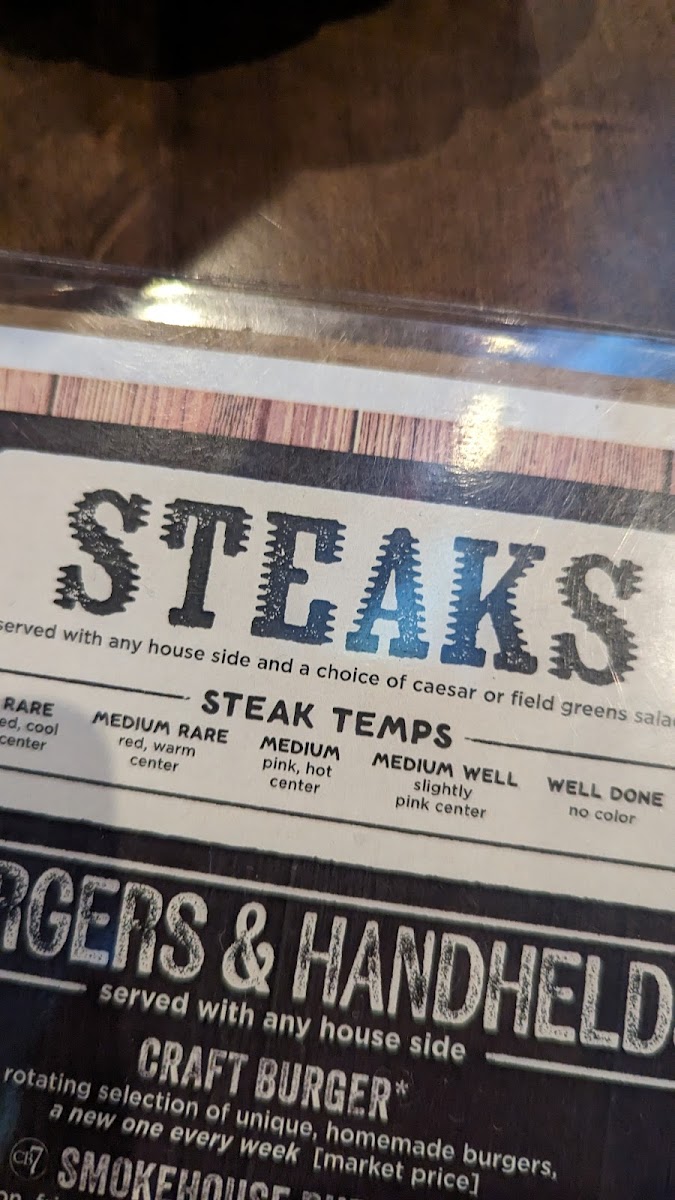 STEAKS
served with any house side and a choice of caesar or field greens
STEAK TEMPS
RARE
cool
center
MEDIUM RARE
red, warm
center
MEDIUM
pink, hot
center
MEDIUM WELL
slightly
pink center
WELL DONE
no color
& HANDHELD
served with any house side
CRAFT BURGER*
rotating selection of unique, homemade burgers,
a new one every week [market price]
CR7 SMOKEHOUSE